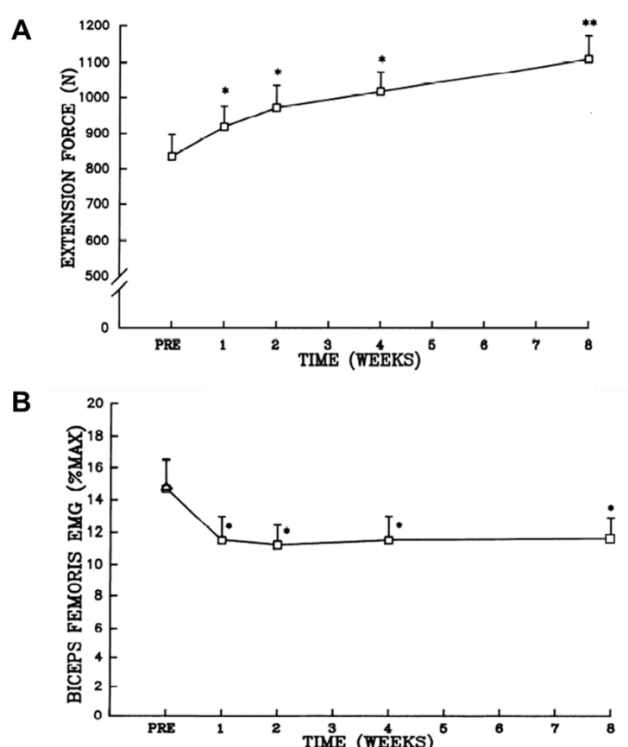 A
EXTENSION FORCE (N)
1200
1100
1000
900
800
700
600
500
0
* * * **
PRE 1 2 3 4 5 6 7 8
TIME (WEEKS)
B
BICEPS FEMORIS EMG (%MAX)
20
18
16
14
12
10
8
6
4
2
0
* * * *
PRE 1 2 3 4 5 6 7 8
TIME (WEEKS)